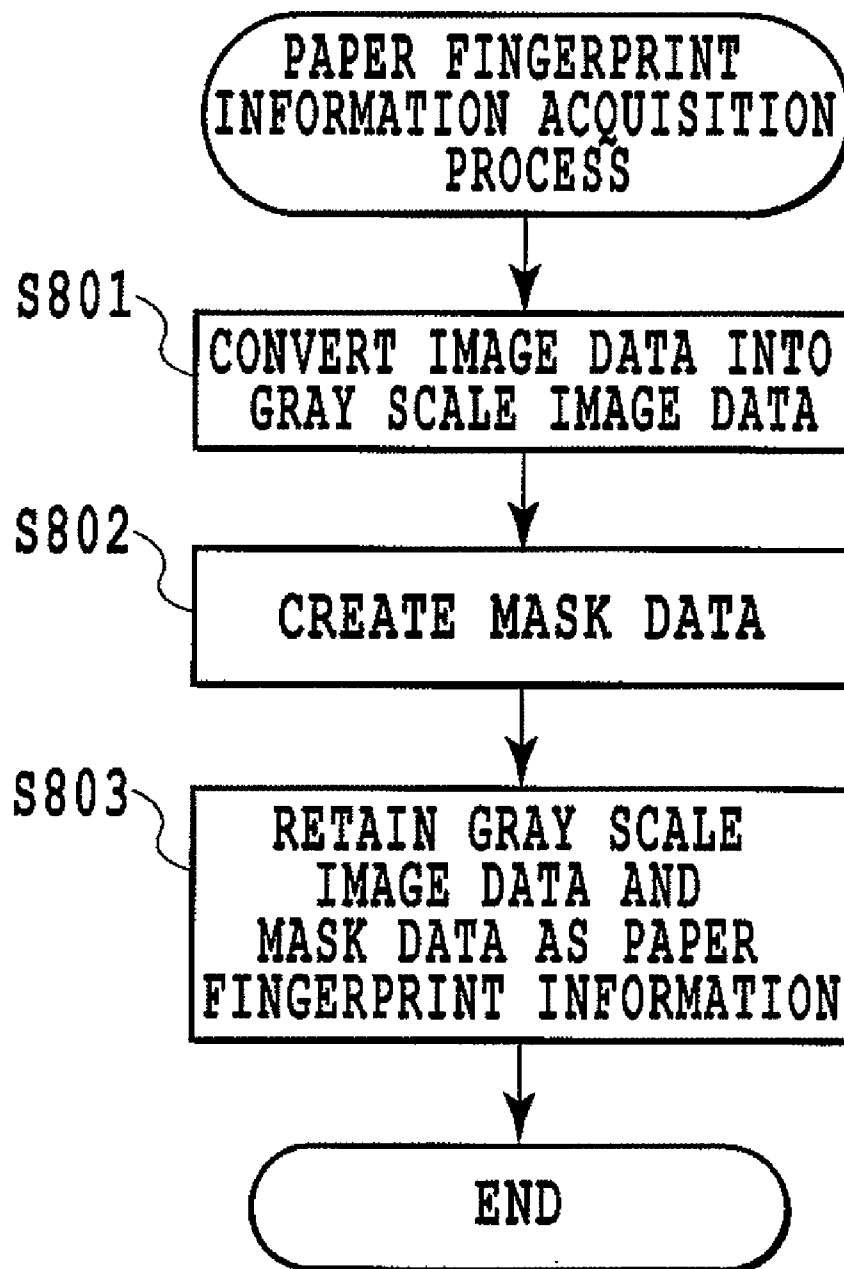 PAPER FINGERPRINT
INFORMATION ACQUISITION
PROCESS
S801
CONVERT IMAGE DATA INTO
GRAY SCALE IMAGE DATA
S802
CREATE MASK DATA
S803
RETAIN GRAY SCALE
IMAGE DATA AND
MASK DATA AS PAPER
FINGERPRINT INFORMATION
END